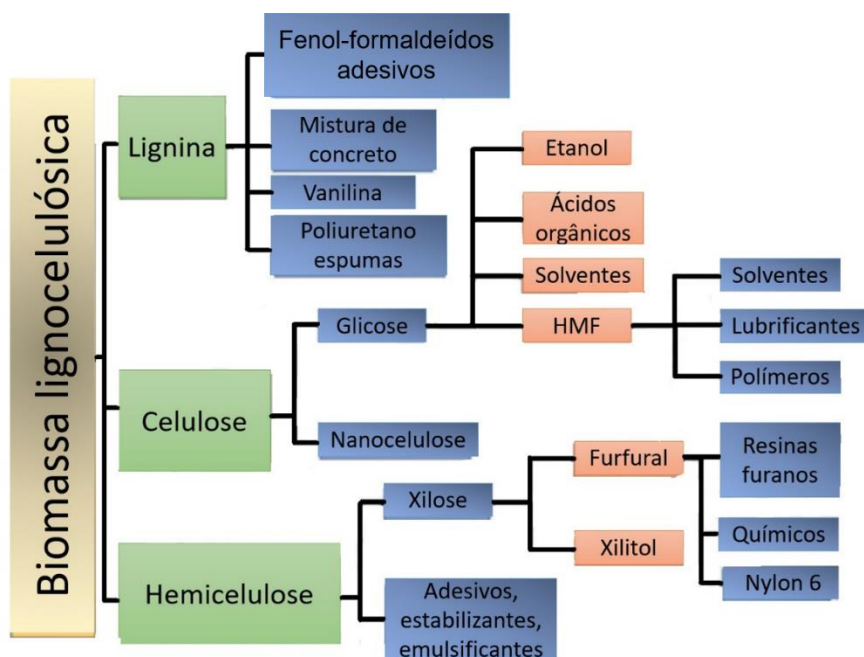 Biomassa lignocelulósica
Lignina
Fenol-formaldeídos
adesivos
Mistura de
concreto
Vanilina
Poliuretano
espumas
Celulose
Glicose
Etanol
Ácidos
orgânicos
Solventes
HMF
Solventes
Lubrificantes
Polímeros
Nanocelulose
Hemicelulose
Xilose
Furfural
Resinas
furanos
Químicos
Nylon 6
Xilitol
Adesivos,
estabilizantes,
emulsificantes